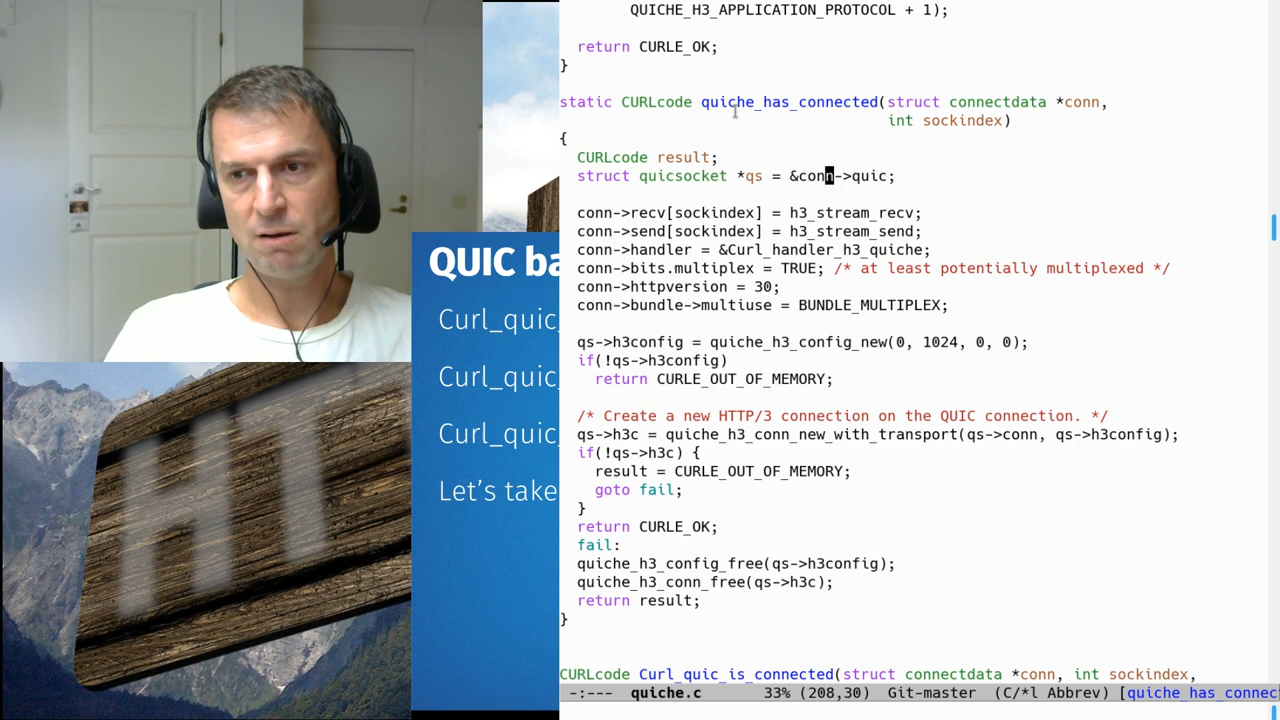 QUICHE_H3_APPLICATION_PROTOCOL + 1);
return CURLE_OK;
}
static CURLcode quiche_has_connected(struct connectdata *conn,
int sockindex)
{
CURLcode result;
struct quicsocket *qs = &conn->quic;
conn->recv[sockindex] = h3_stream_recv;
conn->send[sockindex] = h3_stream_send;
conn->handler = &Curl_handler_h3_quiche;
conn->bits.multiplex = TRUE; /* at least potentially multiplexed */
conn->httpversion = 30;
conn->bundle->multiuse = BUNDLE_MULTIPLEX;
qs->h3config = quiche_h3_config_new(0, 1024, 0, 0);
if(!qs->h3config)
return CURLE_OUT_OF_MEMORY;
/* Create a new HTTP/3 connection on the QUIC connection. */
qs->h3c = quiche_h3_conn_new_with_transport(qs->conn, qs->h3config);
if(!qs->h3c) {
result = CURLE_OUT_OF_MEMORY;
goto fail;
}
return CURLE_OK;
fail:
quiche_h3_config_free(qs->h3config);
quiche_h3_conn_free(qs->h3c);
return result;
}
CURLcode Curl_quic_is_connected(struct connectdata *conn, int sockindex,
-:--- quiche.c 33% (208,30) Git-master (C/*l Abbrev) [quiche_has_connec
QUIC ba
Curl_quic_
Curl_quic_
Curl_quic_
Let's take
HT